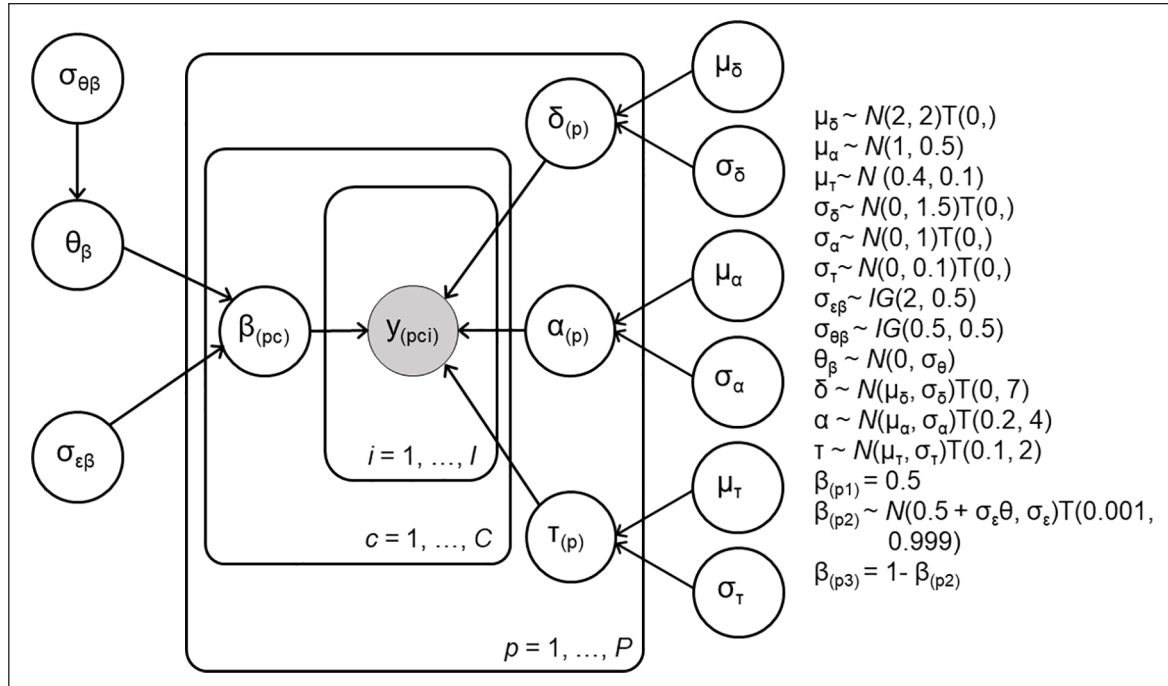 σθβ
θβ
σεβ
β(pc)
y(pci)
δ(p)
α(p)
τ(p)
i = 1, ..., I
c = 1, ..., C
p = 1, ..., P
μδ
σδ
μα
σα
μτ
στ
μδ ~ N(2, 2)T(0,)
μα ~ N(1, 0.5)
μτ ~ N (0.4, 0.1)
σδ ~ N(0, 1.5)T(0,)
σα ~ N(0, 1)T(0,)
στ ~ N(0, 0.1)T(0,)
σεβ ~ IG(2, 0.5)
σθβ ~ IG(0.5, 0.5)
θβ ~ N(0, σθ)
δ ~ N(μδ, σδ)T(0, 7)
α ~ N(μα, σα)T(0.2, 4)
τ ~ N(μτ, στ)T(0.1, 2)
β(p1) = 0.5
β(p2) ~ N(0.5 + σεθ, σε)T(0.001,
0.999)
β(p3) = 1- β(p2)